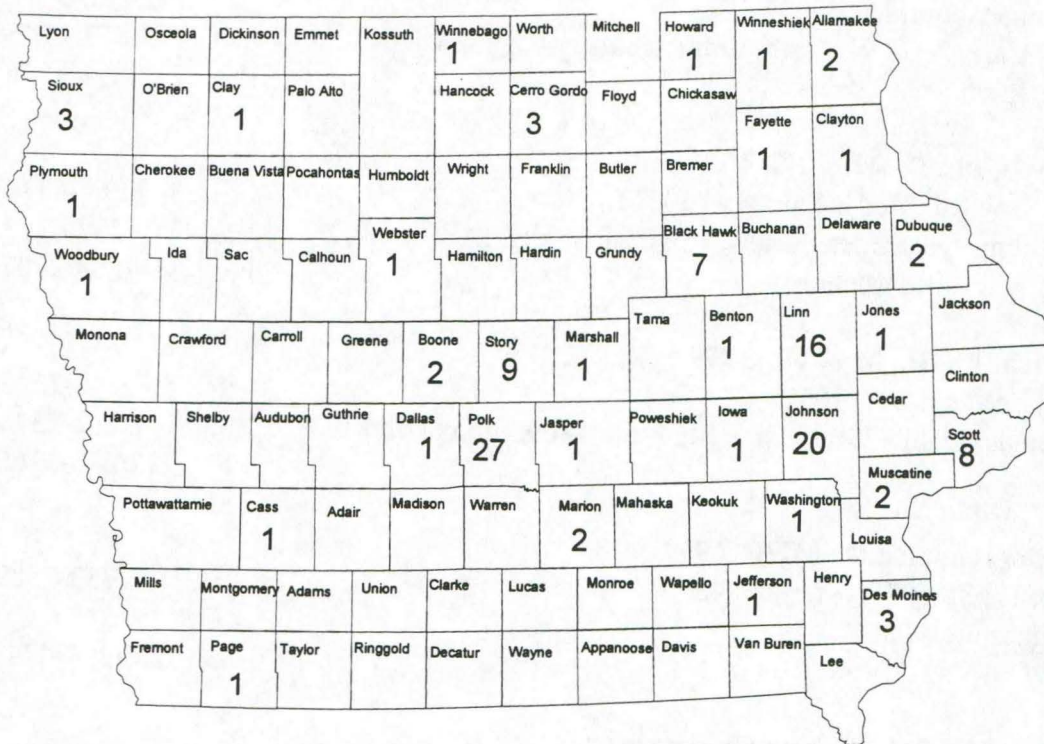 Lyon Osceola Dickinson Emmet Kossuth Winnebago Worth Mitchell Howard Winneshiek Allamakee
1 1 1 2
Sioux O'Brien Clay Palo Alto Hancock Cerro Gordo Floyd Chickasaw Fayette Clayton
3 1 3 1 1
Plymouth Cherokee Buena Vista Pocahontas Humboldt Wright Franklin Butler Bremer
1
Woodbury Ida Sac Calhoun Webster Hamilton Hardin Grundy Black Hawk Buchanan Delaware Dubuque
1 1 7 2
Monona Crawford Carroll Greene Boone Story Marshall Tama Benton Linn Jones Jackson
2 9 1 1 16 1
Clinton
Harrison Shelby Audubon Guthrie Dallas Polk Jasper Poweshiek Iowa Johnson Cedar Scott
1 27 1 1 20 8
Pottawattamie Cass Adair Madison Warren Marion Mahaska Keokuk Washington Muscatine
1 2 1 2
Louisa
Mills Montgomery Adams Union Clarke Lucas Monroe Wapello Jefferson Henry Des Moines
1 3
Fremont Page Taylor Ringgold Decatur Wayne Appanoose Davis Van Buren Lee
1